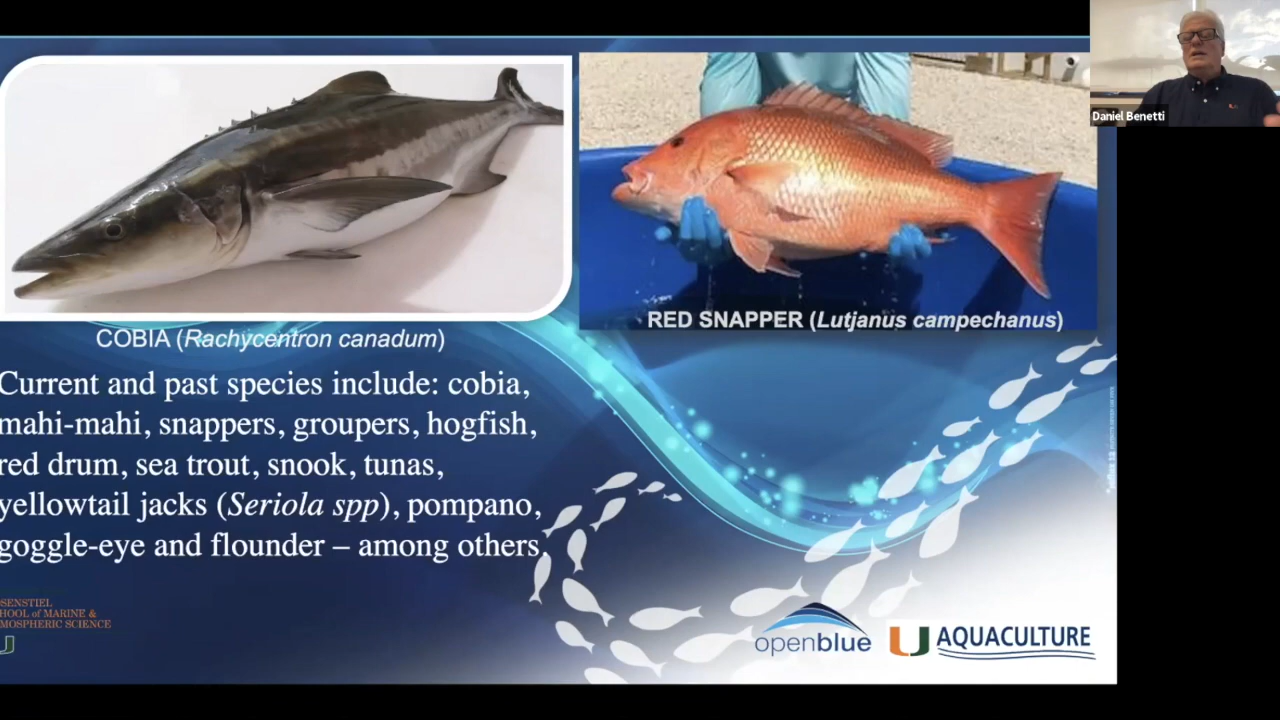 Daniel Benetti
COBIA (Rachycentron canadum)
RED SNAPPER (Lutjanus campechanus)
Current and past species include: cobia,
mahi-mahi, snappers, groupers, hogfish,
red drum, sea trout, snook, tunas,
yellowtail jacks (Seriola spp), pompano,
goggle-eye and flounder – among others.
SENSTIEL
HOOL of MARINE &
MOSPHERIC SCIENCE
openblue
U AQUACULTURE